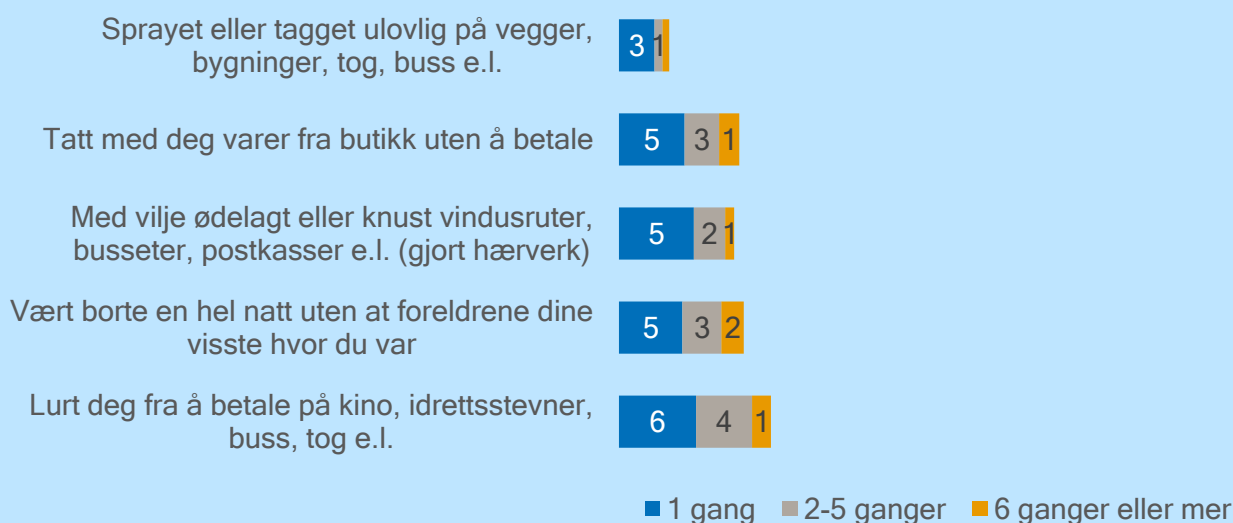 Sprayet eller tagget ulovlig på vegger,
bygninger, tog, buss e.l.
3 1
Tatt med deg varer fra butikk uten å betale
5 3 1
Med vilje ødelagt eller knust vindusruter,
busseter, postkasser e.l. (gjort hærverk)
5 2 1
Vært borte en hel natt uten at foreldrene dine
visste hvor du var
5 3 2
Lurt deg fra å betale på kino, idrettsstevner,
buss, tog e.l.
6 4 1
1 gang 2-5 ganger 6 ganger eller mer